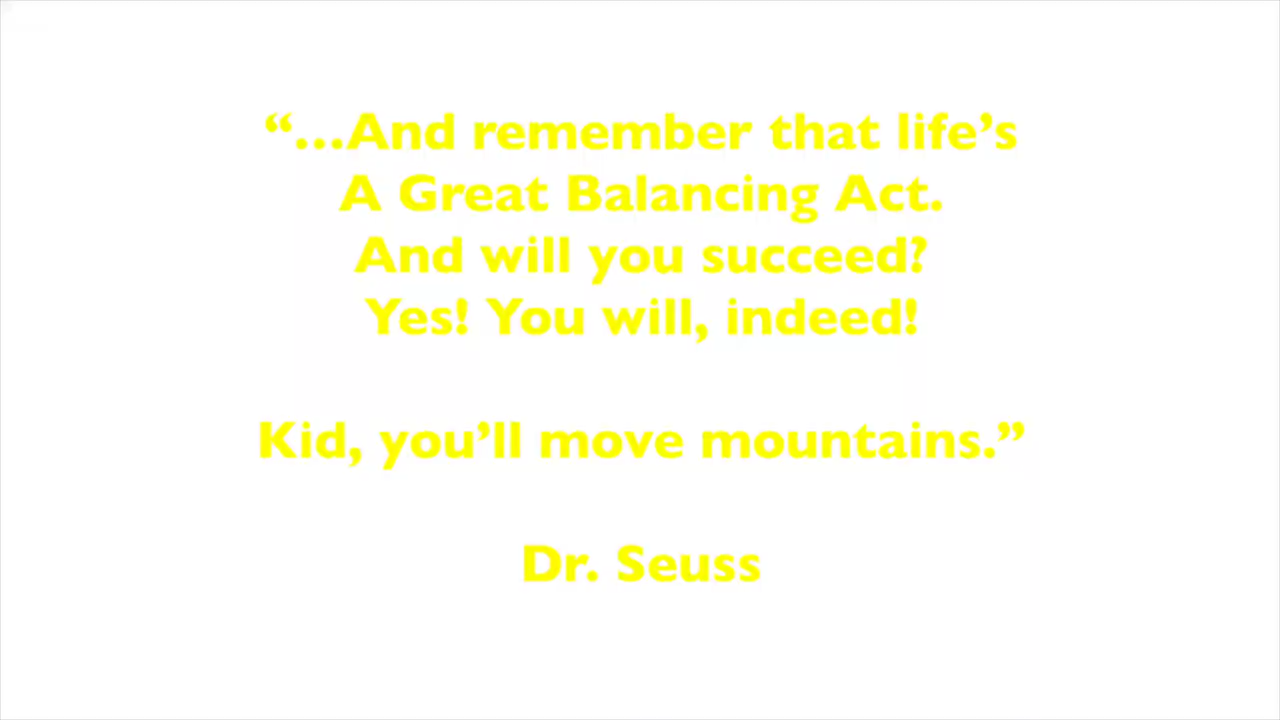 “...And remember that life’s
A Great Balancing Act.
And will you succeed?
Yes! You will, indeed!
Kid, you’ll move mountains.”
Dr. Seuss